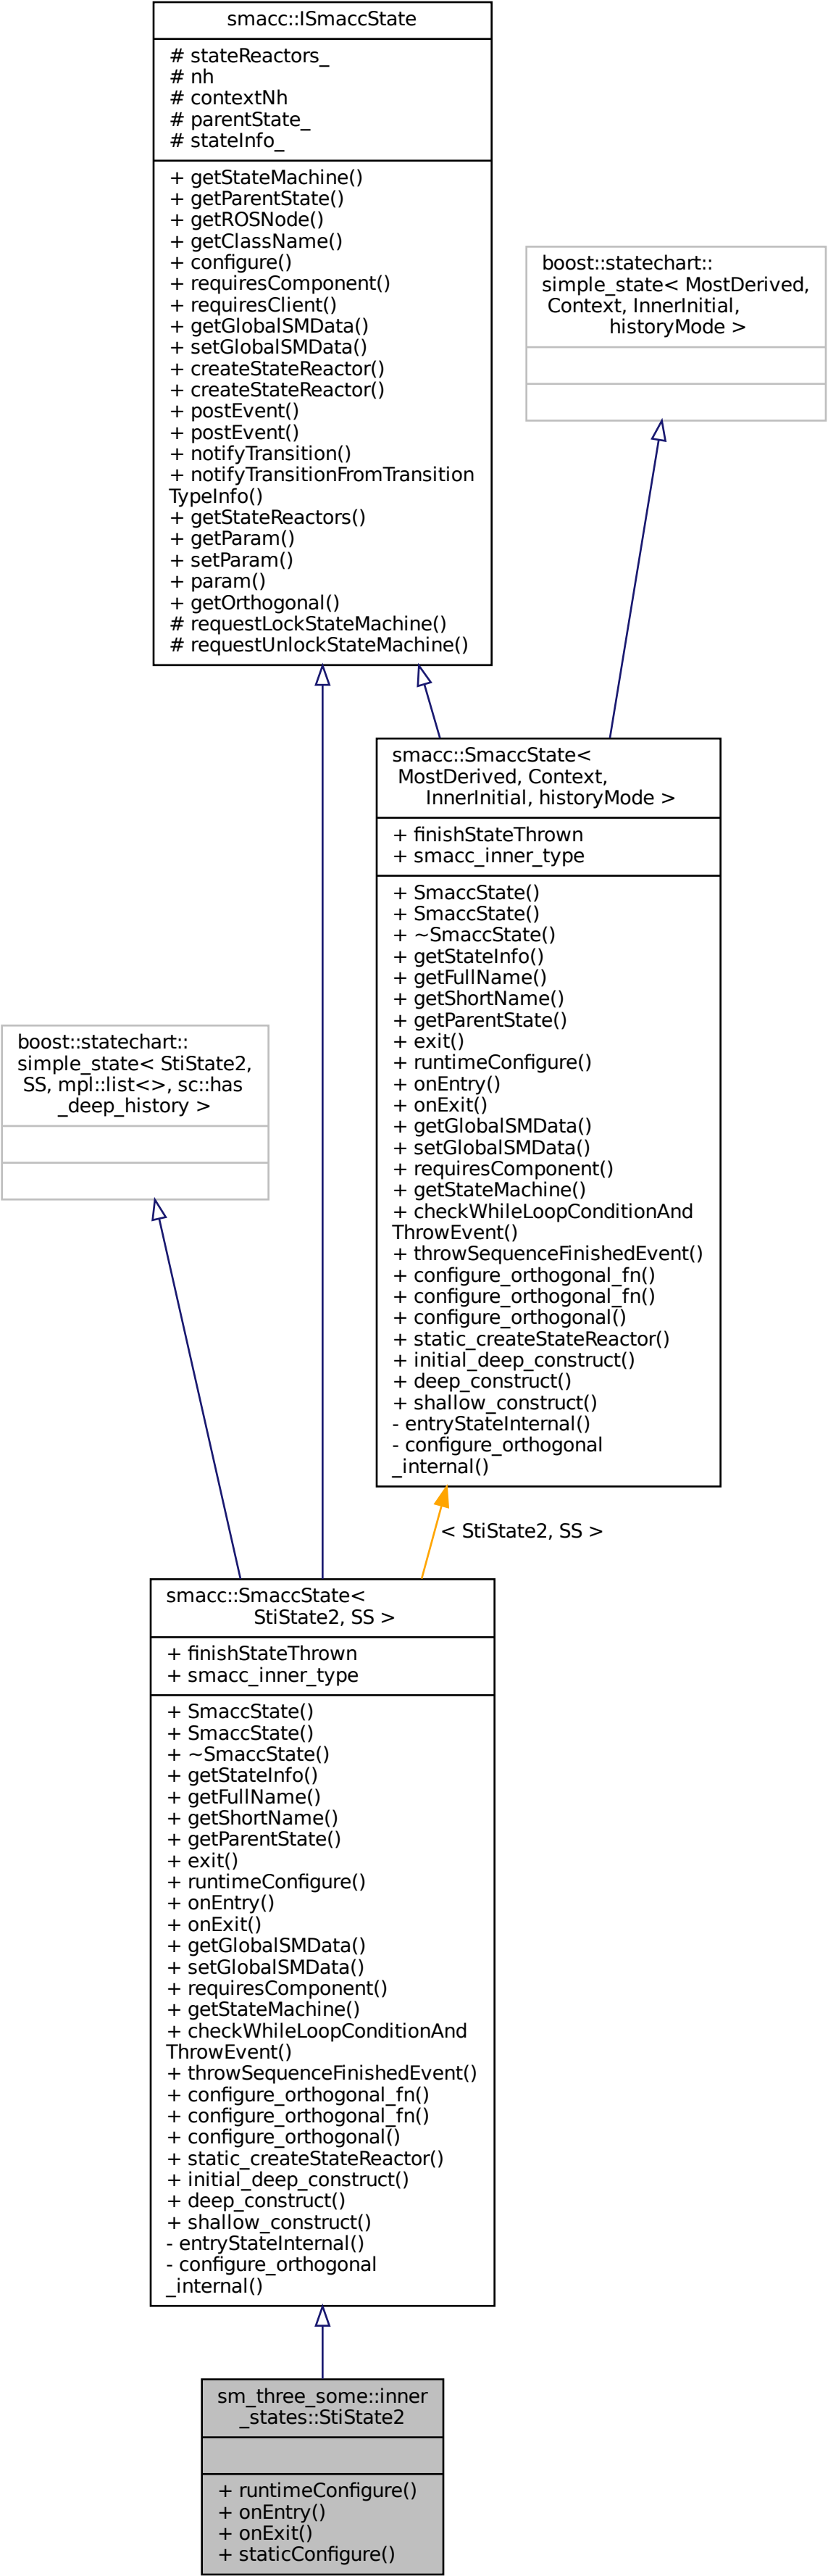 smacc::ISmaccState
# stateReactors_
# nh
# contextNh
# parentState_
# stateInfo_
+ getStateMachine()
+ getParentState()
+ getROSNode()
+ getClassName()
+ configure()
+ requiresComponent()
+ requiresClient()
+ getGlobalSMData()
+ setGlobalSMData()
+ createStateReactor()
+ createStateReactor()
+ postEvent()
+ postEvent()
+ notifyTransition()
+ notifyTransitionFromTransition
TypeInfo()
+ getStateReactors()
+ getParam()
+ setParam()
+ param()
+ getOrthogonal()
# requestLockStateMachine()
# requestUnlockStateMachine()
boost::statechart::
simple_state< MostDerived,
Context, InnerInitial,
historyMode >
smacc::SmaccState<
MostDerived, Context,
InnerInitial, historyMode >
+ finishStateThrown
+ smacc_inner_type
+ SmaccState()
+ SmaccState()
+ ~SmaccState()
+ getStateInfo()
+ getFullName()
+ getShortName()
+ getParentState()
+ exit()
+ runtimeConfigure()
+ onEntry()
+ onExit()
+ getGlobalSMData()
+ setGlobalSMData()
+ requiresComponent()
+ getStateMachine()
+ checkWhileLoopConditionAnd
ThrowEvent()
+ throwSequenceFinishedEvent()
+ configure_orthogonal_fn()
+ configure_orthogonal_fn()
+ configure_orthogonal()
+ static_createStateReactor()
+ initial_deep_construct()
+ deep_construct()
+ shallow_construct()
- entryStateInternal()
- configure_orthogonal
_internal()
boost::statechart::
simple_state< StiState2,
SS, mpl::list<>, sc::has
_deep_history >
< StiState2, SS >
smacc::SmaccState<
StiState2, SS >
+ finishStateThrown
+ smacc_inner_type
+ SmaccState()
+ SmaccState()
+ ~SmaccState()
+ getStateInfo()
+ getFullName()
+ getShortName()
+ getParentState()
+ exit()
+ runtimeConfigure()
+ onEntry()
+ onExit()
+ getGlobalSMData()
+ setGlobalSMData()
+ requiresComponent()
+ getStateMachine()
+ checkWhileLoopConditionAnd
ThrowEvent()
+ throwSequenceFinishedEvent()
+ configure_orthogonal_fn()
+ configure_orthogonal_fn()
+ configure_orthogonal()
+ static_createStateReactor()
+ initial_deep_construct()
+ deep_construct()
+ shallow_construct()
- entryStateInternal()
- configure_orthogonal
_internal()
sm_three_some::inner
_states::StiState2
+ runtimeConfigure()
+ onEntry()
+ onExit()
+ staticConfigure()